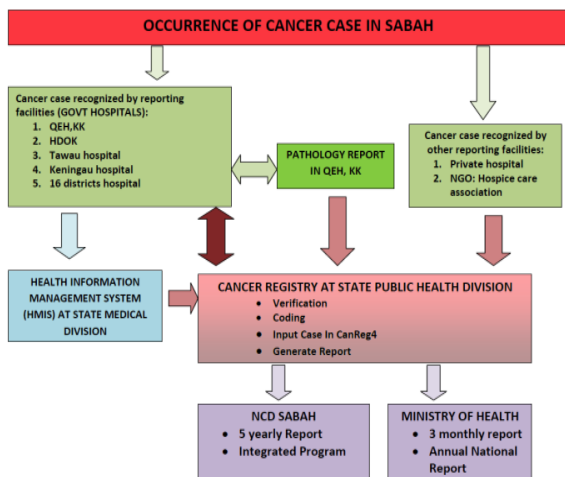 OCCURRENCE OF CANCER CASE IN SABAH
Cancer case recognized by reporting
facilities (GOVT HOSPITALS):
1. QEH,KK
2. HDOK
3. Tawau hospital
4. Keningau hospital
5. 16 districts hospital
PATHOLOGY REPORT
IN QEH, KK
Cancer case recognized by
other reporting facilities:
1. Private hospital
2. NGO: Hospice care
association
HEALTH INFORMATION
MANAGEMENT SYSTEM
(HMIS) AT STATE MEDICAL
DIVISION
CANCER REGISTRY AT STATE PUBLIC HEALTH DIVISION
• Verification
• Coding
• Input Case In CanReg4
• Generate Report
NCD SABAH
• 5 yearly Report
• Integrated Program
MINISTRY OF HEALTH
• 3 monthly report
• Annual National
Report